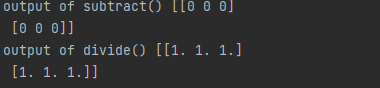 output of subtract() [[0 0 0]
 [0 0 0]]
output of divide() [[1. 1. 1.]
 [1. 1. 1.]]